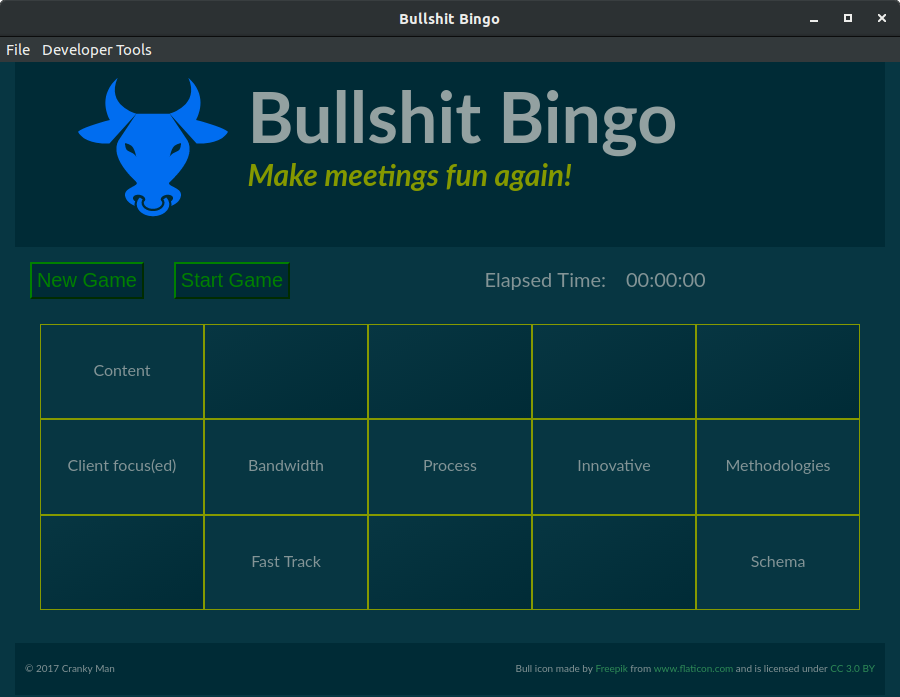 Bullshit Bingo
File Developer Tools
Bullshit Bingo
Make meetings fun again!
New Game Start Game Elapsed Time: 00:00:00
Content
Client focus(ed) Bandwidth Process Innovative Methodologies
Fast Track Schema
© 2017 Cranky Man Bull icon made by Freepik from www.flaticon.com and is licensed under CC 3.0 BY